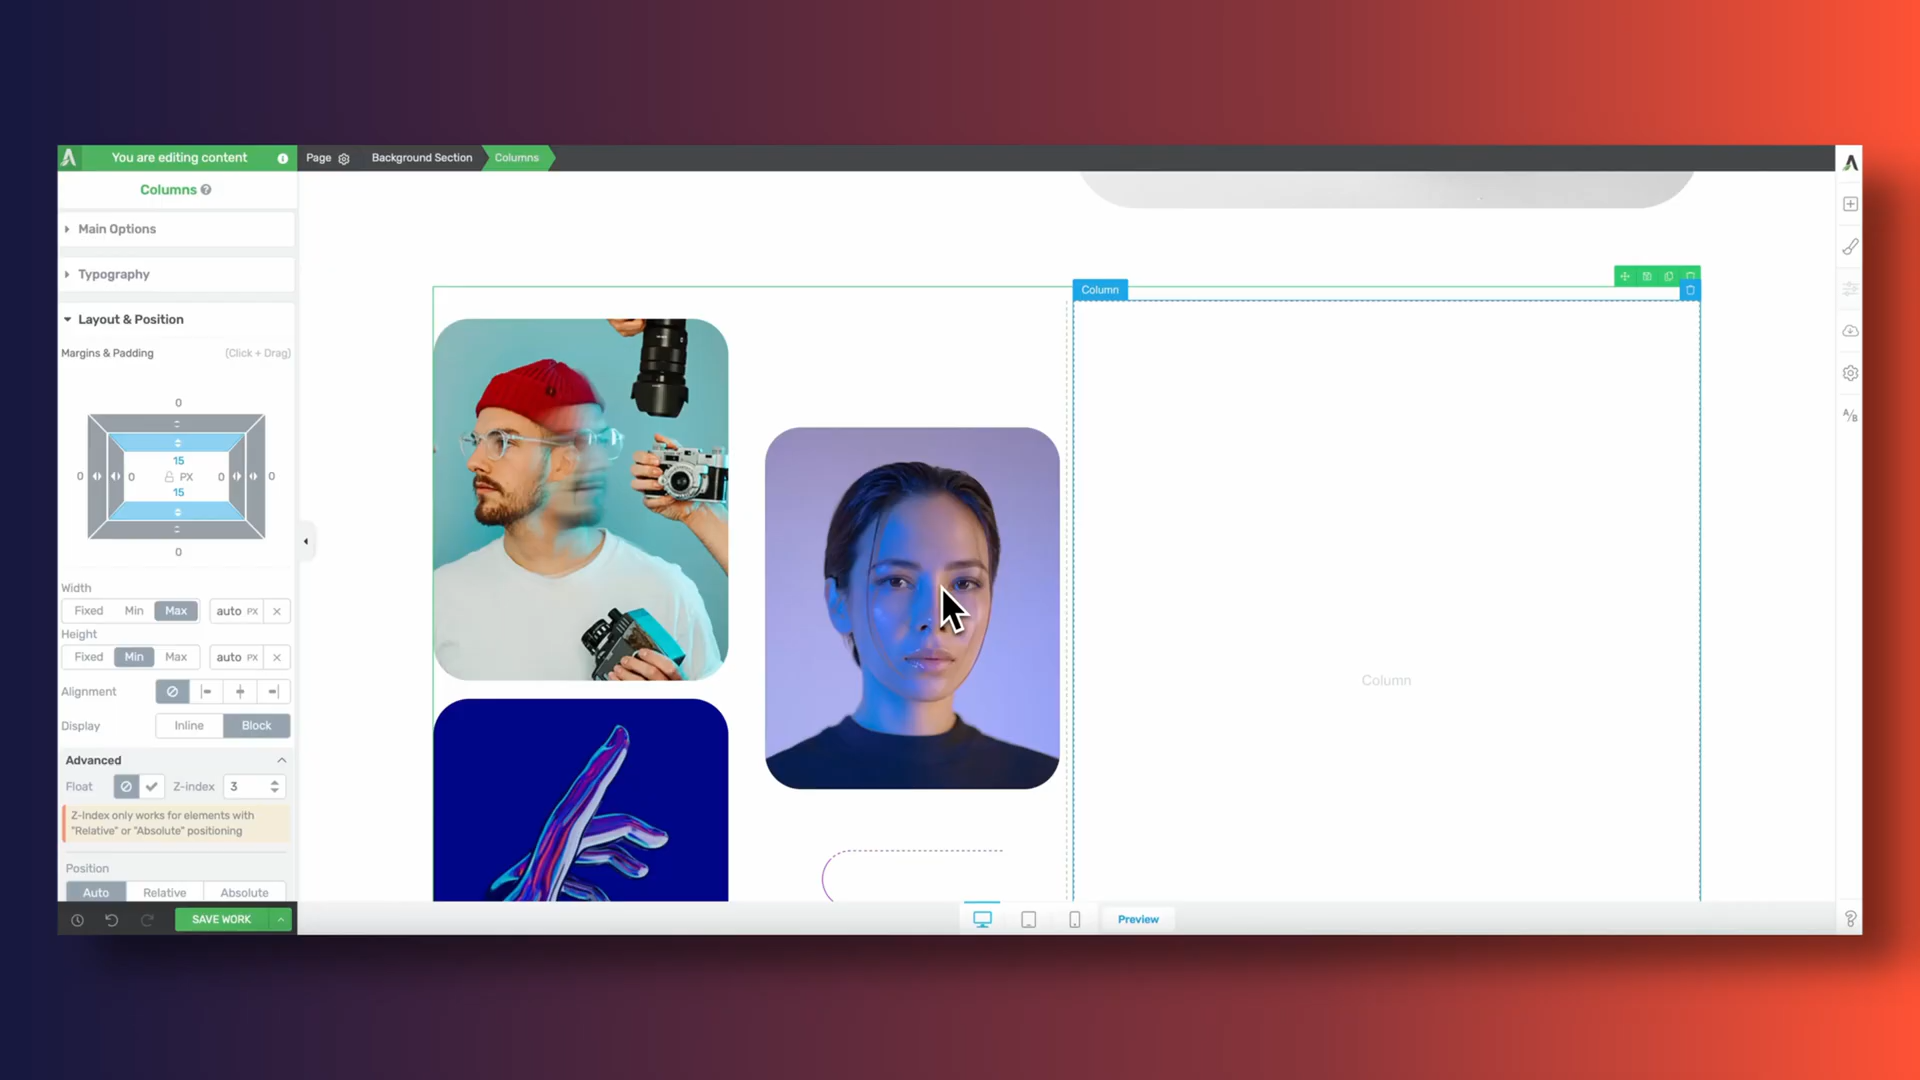 You are editing content
Page
Background Section
Columns
Columns
Main Options
Typography
Layout & Position
Margins & Padding
(Click + Drag)
0
15
0
0
PX
0
0
15
0
Width
Fixed
Min
Max
auto
PX
Height
Fixed
Min
Max
auto
PX
Alignment
Display
Inline
Block
Advanced
Float
Z-index
3
Z-Index only works for elements with
"Relative" or "Absolute" positioning
Position
Auto
Relative
Absolute
SAVE WORK
Column
Column
Preview
A/B